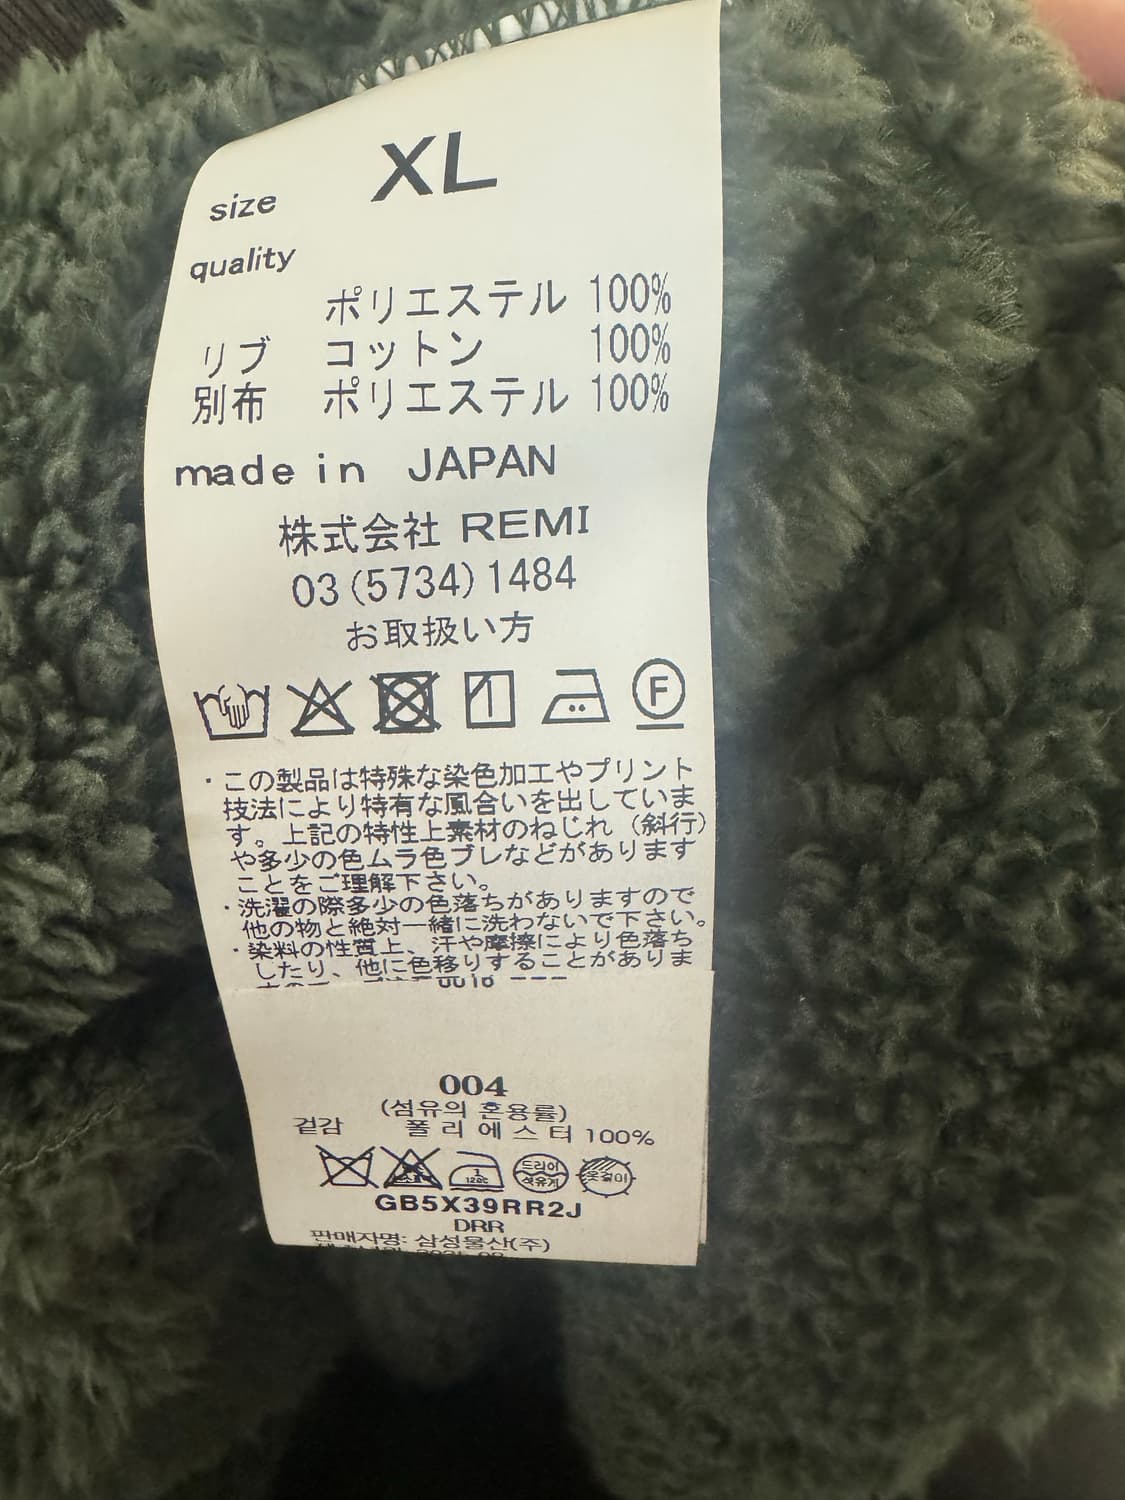 size XL
quality
ポリエステル 100%
リブ コットン 100%
別布 ポリエステル 100%
made in JAPAN
株式会社 REMI
03(5734)1484
お取扱い方
F
・この製品は特殊な染色加工やプリント
技法により特有な風合いを出していま
す。上記の特性上素材のねじれ（斜行）
や多少の色ムラ色ブレなどがあります
ことをご理解下さい。
・洗濯の際多少の色落ちがありますので
他の物と絶対一緒に洗わないで下さい。
・染料の性質上、汗や摩擦により色落ち
したり、他に色移りすることがありま
004
(섬유의 혼용률)
겉감 폴리에스터 100%
1 120℃ 드라이 석유계 옷걸이
GB5X39RR2J
DRR
판매자명: 삼성물산(주)